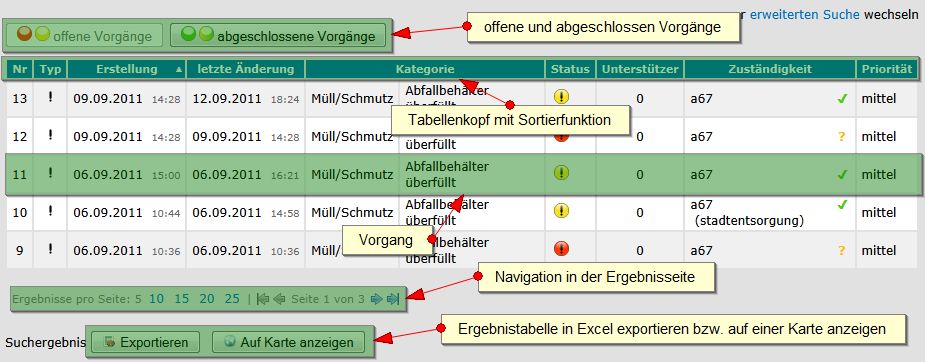 r erweiterten Suche wechseln
offene Vorgänge abgeschlossene Vorgänge
offene und abgeschlossen Vorgänge
Nr Typ Erstellung letzte Änderung Kategorie Status Unterstützer Zuständigkeit Priorität
13 ! 09.09.2011 14:28 12.09.2011 18:24 Müll/Schmutz Abfallbehälter überfüllt ! 0 a67 ✓ mittel
Tabellenkopf mit Sortierfunktion
12 ! 09.09.2011 14:28 09.09.2011 14:28 Müll/Schmutz überfüllt 0 a67 ? mittel
11 ! 06.09.2011 15:00 06.09.2011 16:21 Müll/Schmutz Abfallbehälter überfüllt ! 0 a67 ✓ mittel
10 ! 06.09.2011 10:44 06.09.2011 14:58 Müll/Schmutz Abfallbehälter überfüllt ! 0 a67 (stadtentsorgung) ✓ mittel
Vorgang
9 ! 06.09.2011 10:36 06.09.2011 10:36 Müll/ bfallbehälter überfüllt ! 0 a67 ? mittel
Navigation in der Ergebnisseite
Ergebnisse pro Seite: 5 10 15 20 25 | Seite 1 von 3
Ergebnistabelle in Excel exportieren bzw. auf einer Karte anzeigen
Suchergebnis Exportieren Auf Karte anzeigen